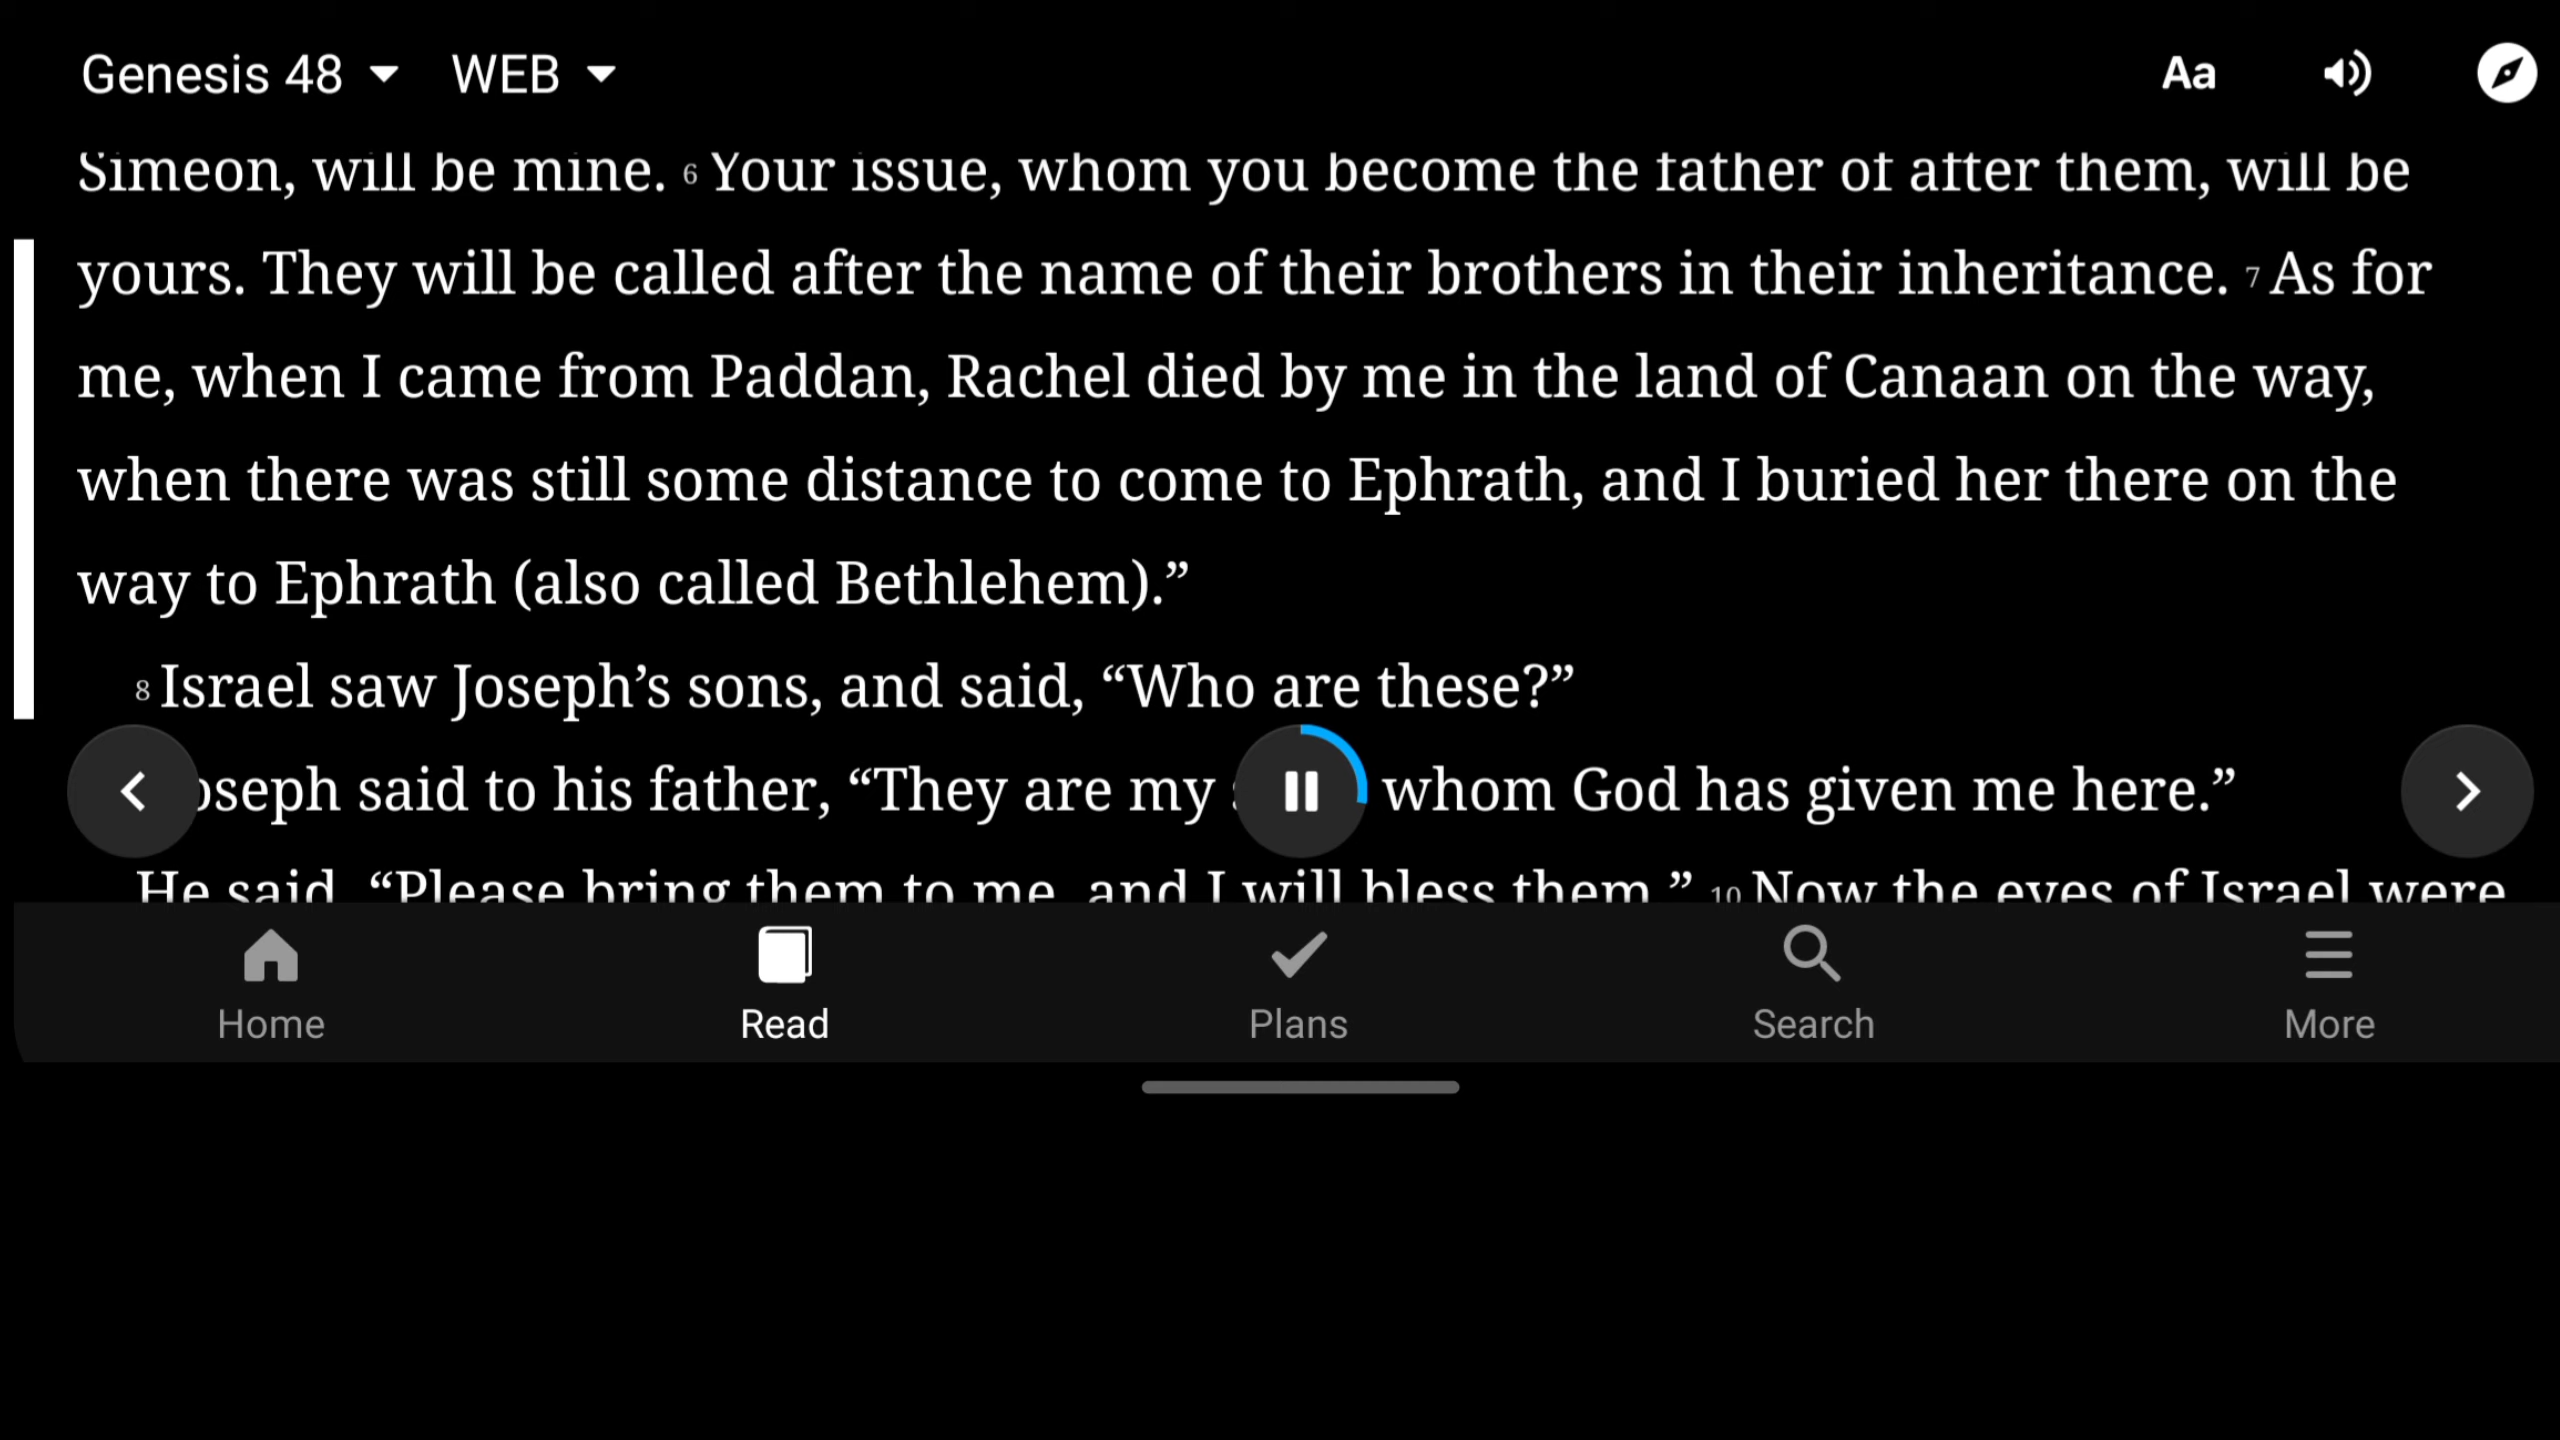 Genesis 48 WEB Aa
Simeon, will be mine. 6 Your issue, whom you become the father of after them, will be
yours. They will be called after the name of their brothers in their inheritance. 7 As for
me, when I came from Paddan, Rachel died by me in the land of Canaan on the way,
when there was still some distance to come to Ephrath, and I buried her there on the
way to Ephrath (also called Bethlehem).”
8 Israel saw Joseph’s sons, and said, “Who are these?”
said to his father, “They are my whom God has given me here.”
He said, “Please bring them to me, and I will bless them.” 10 Now the eyes of Israel were
Home Read Plans Search More